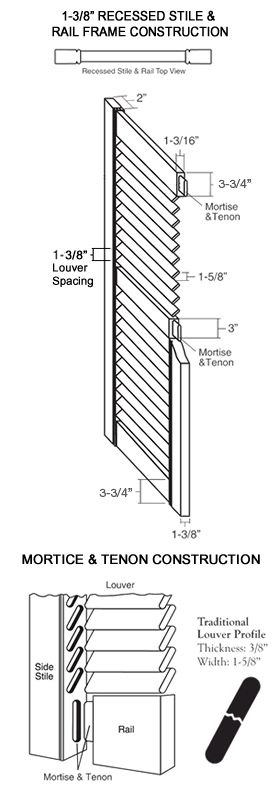 1-3/8" RECESSED STILE &
RAIL FRAME CONSTRUCTION
Recessed Stile & Rail Top View
2"
1-3/16"
3-3/4"
Mortise
&Tenon
1-3/8"
Louver
Spacing
1-5/8"
3"
Mortise
&Tenon
3-3/4"
1-3/8"
MORTICE & TENON CONSTRUCTION
Louver
Traditional
Louver Profile
Thickness: 3/8"
Width: 1-5/8"
Side
Stile
Rail
Mortise & Tenon